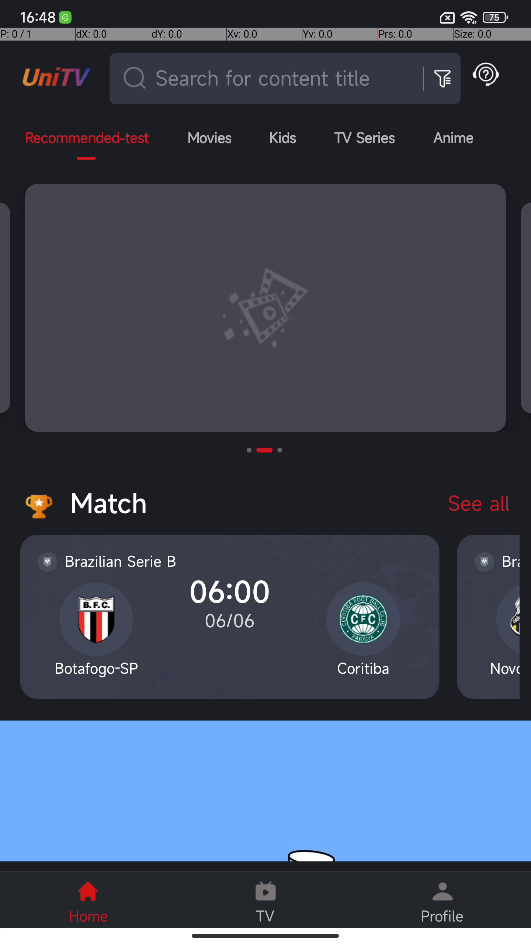 16:48
75
P: 0 / 1 dX: 0.0 dY: 0.0 Xv: 0.0 Yv: 0.0 Prs: 0.0 Size: 0.0
UniTV
Search for content title
Recommended-test Movies Kids TV Series Anime
Match See all
Brazilian Serie B
06:00
06/06
B.F.C.
CFC
Botafogo-SP Coritiba
Bra
Novo
Home TV Profile